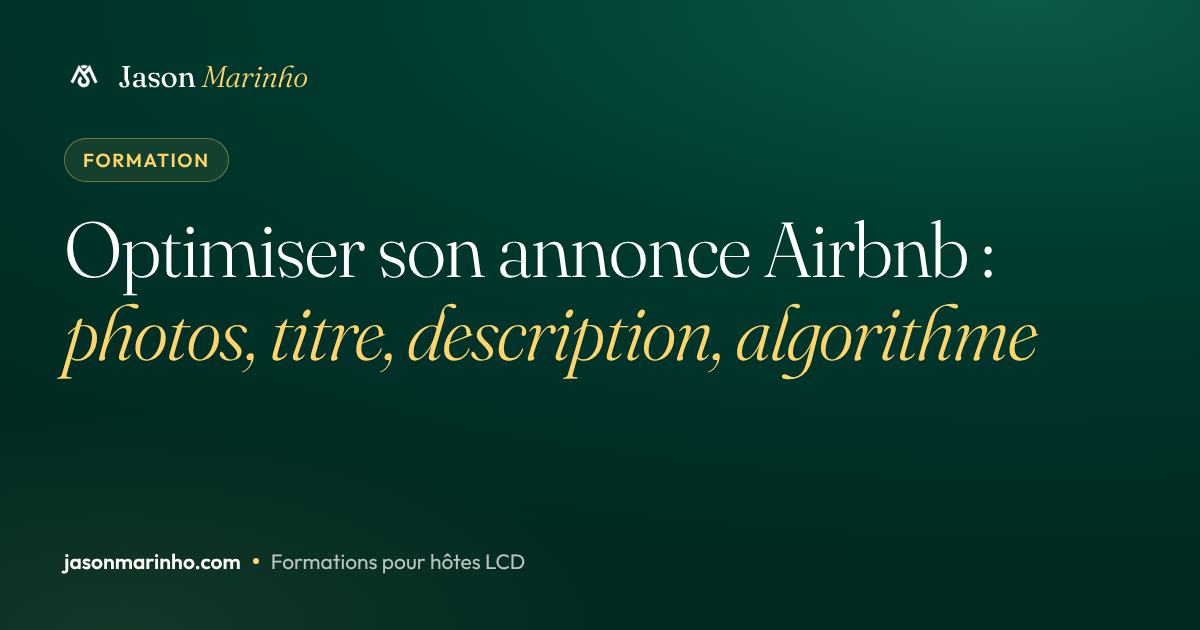 Jason Marinho
FORMATION
Optimiser son annonce Airbnb :
photos, titre, description, algorithme
jasonmarinho.com • Formations pour hôtes LCD